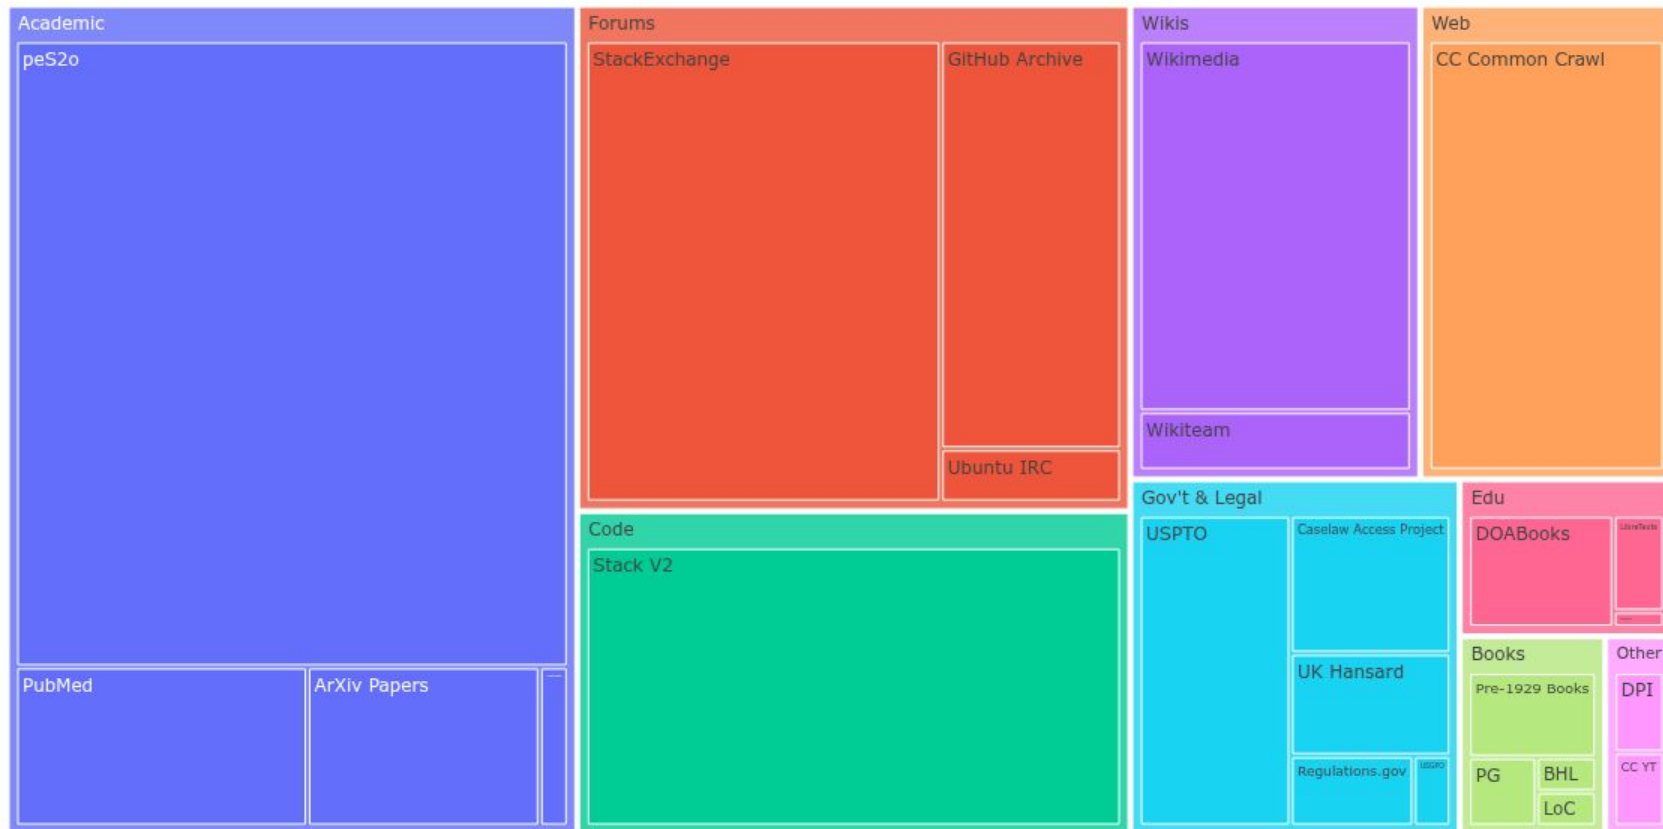 Academic
peS2o
PubMed
ArXiv Papers
Forums
StackExchange
GitHub Archive
Ubuntu IRC
Code
Stack V2
Wikis
Wikimedia
Wikiteam
Web
CC Common Crawl
Gov't & Legal
USPTO
Caselaw Access Project
UK Hansard
Regulations.gov
USGPO
Edu
DOABooks
LibreTexts
Books
Pre-1929 Books
PG
BHL
LoC
Other
DPI
CC YT